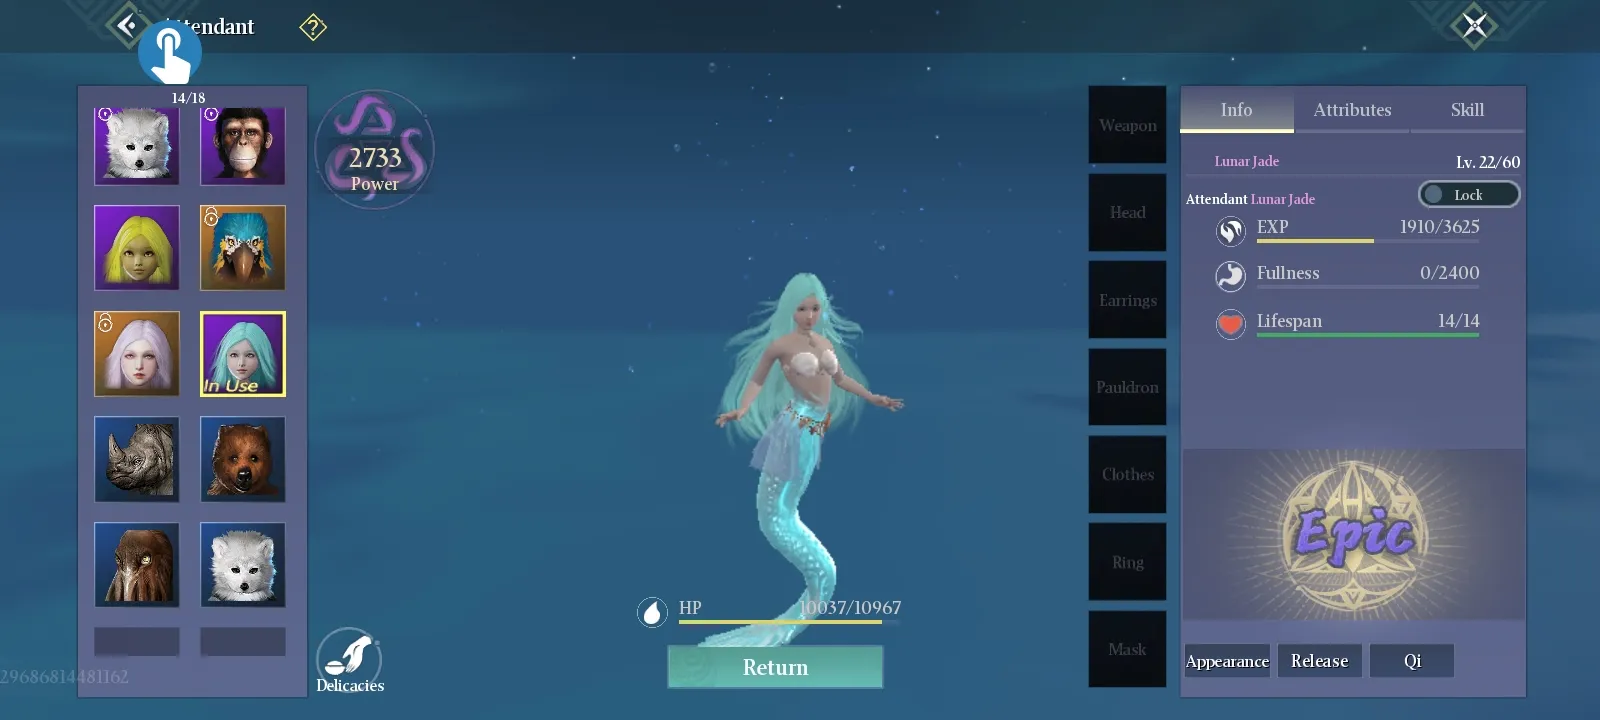 Attendant
?
14/18
2733
Power
In Use
29686814481162
Delicacies
HP 10037/10967
Return
Weapon
Head
Earrings
Pauldron
Clothes
Ring
Mask
Info Attributes Skill
Lunar Jade Lv. 22/60
Attendant Lunar Jade Lock
EXP 1910/3625
Fullness 0/2400
Lifespan 14/14
Epic
Appearance Release Qi